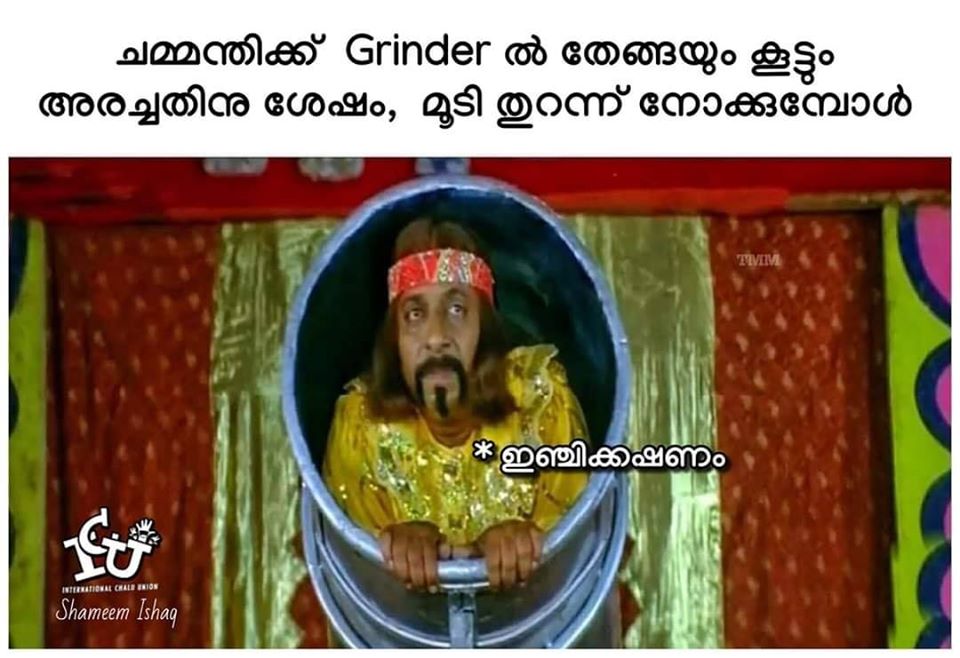 ചമ്മന്തിക്ക് Grinder ൽ തേങ്ങയും കൂട്ടും
അരച്ചതിനു ശേഷം, മൂടി തുറന്ന് നോക്കുമ്പോൾ
TMM
* ഇഞ്ചിക്കഷണം
ICU
INTERNATIONAL CHALU UNION
Shameem Ishaq